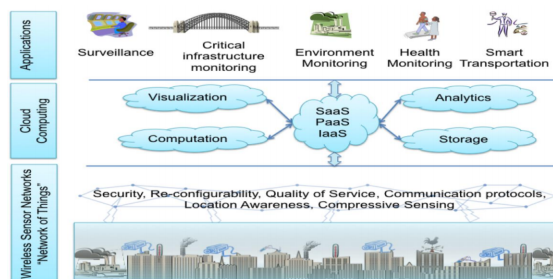 Applications
Surveillance
Critical
infrastructure
monitoring
Environment
Monitoring
Health
Monitoring
Smart
Transportation
Cloud
Computing
Visualization
Computation
SaaS
PaaS
IaaS
Analytics
Storage
Wireless Sensor Networks
"Network of Things"
Security, Re-configurability, Quality of Service, Communication protocols,
Location Awareness, Compressive Sensing